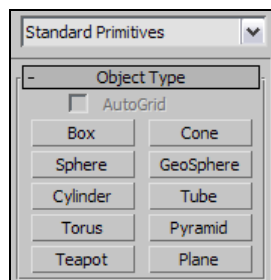 Standard Primitives
- Object Type
AutoGrid
Box Cone
Sphere GeoSphere
Cylinder Tube
Torus Pyramid
Teapot Plane